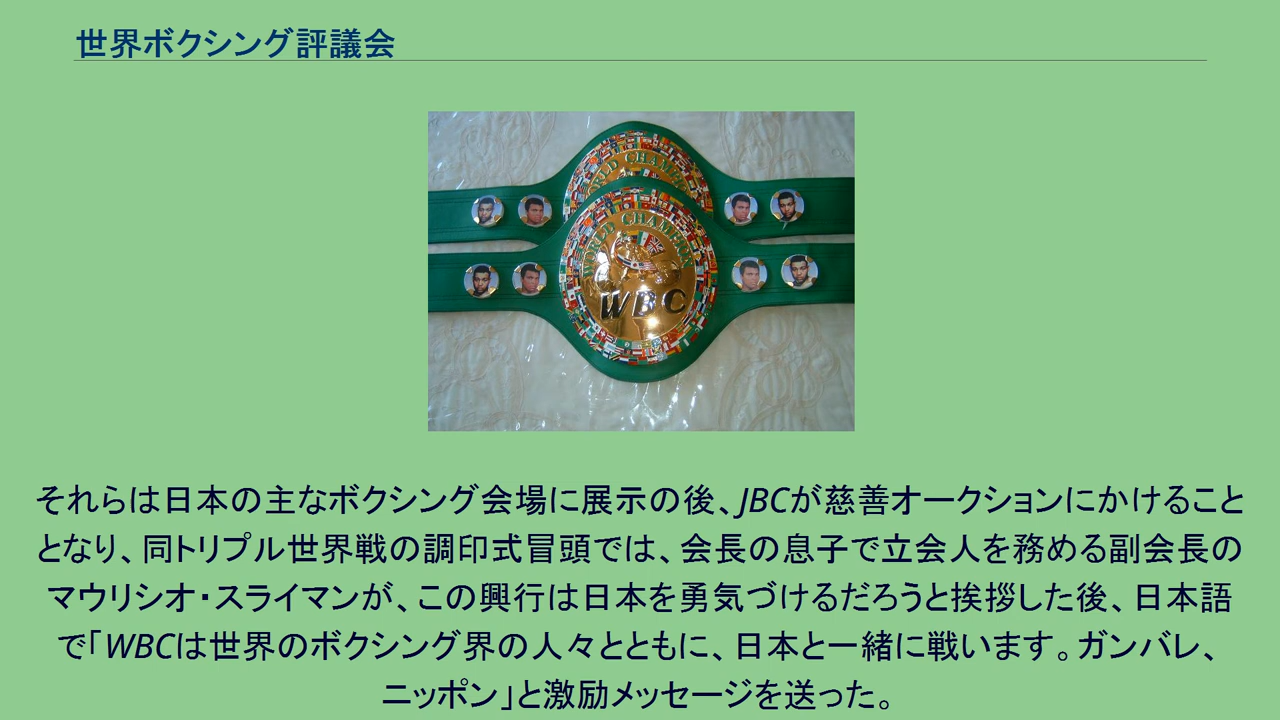 世界ボクシング評議会
WORLD CHAMPION
WBC
それらは日本の主なボクシング会場に展示の後、JBCが慈善オークションにかけること
となり、同トリプル世界戦の調印式冒頭では、会長の息子で立会人を務める副会長の
マウリシオ・スライマンが、この興行は日本を勇気づけるだろうと挨拶した後、日本語
で「WBCは世界のボクシング界の人々とともに、日本と一緒に戦います。ガンバレ、
ニッポン」と激励メッセージを送った。